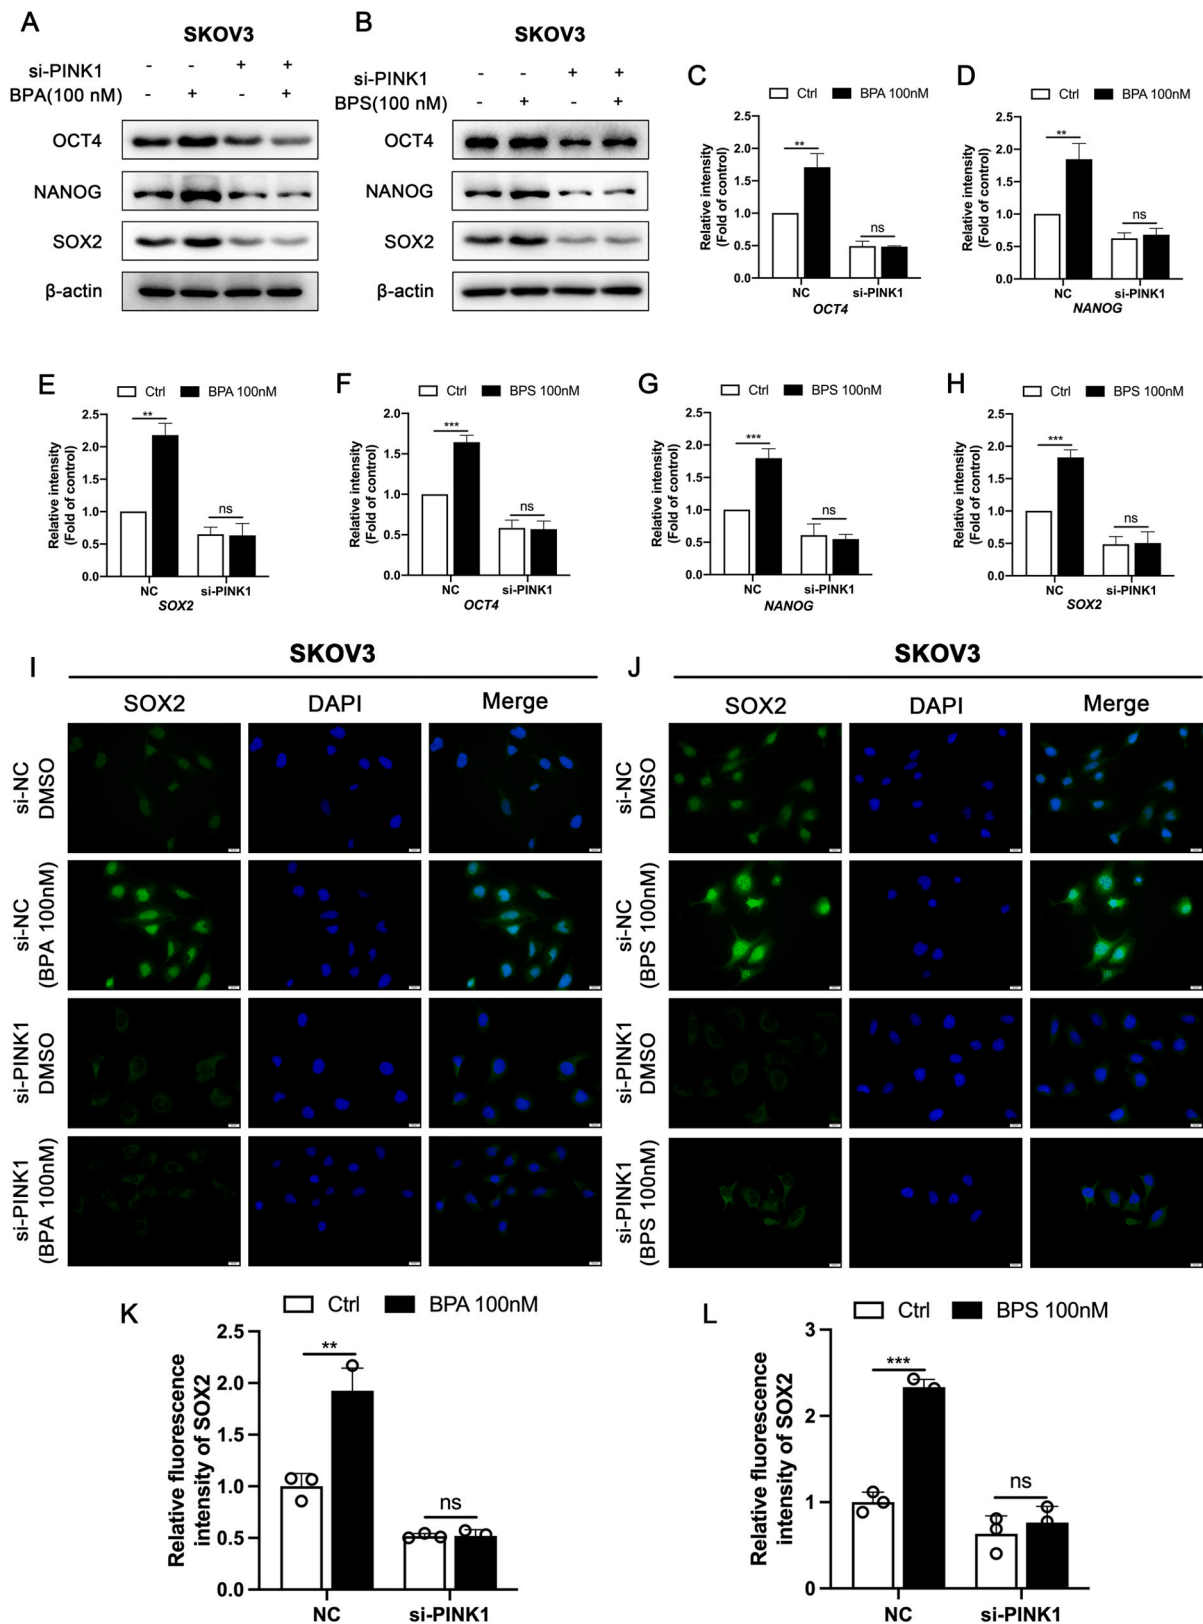 A
SKOV3
si-PINK1 - - + +
BPA(100 nM) - + - +
OCT4
NANOG
SOX2
β-actin
B
SKOV3
si-PINK1 - - + +
BPS(100 nM) - + - +
OCT4
NANOG
SOX2
β-actin
C
Ctrl BPA 100nM
Relative intensity
(Fold of control)
2.5
2.0
1.5
1.0
0.5
0.0
**
ns
NC si-PINK1
OCT4
D
Ctrl BPA 100nM
Relative intensity
(Fold of control)
2.5
2.0
1.5
1.0
0.5
0.0
**
ns
NC si-PINK1
NANOG
E
Ctrl BPA 100nM
Relative intensity
(Fold of control)
2.5
2.0
1.5
1.0
0.5
0.0
**
ns
NC si-PINK1
SOX2
F
Ctrl BPS 100nM
Relative intensity
(Fold of control)
2.0
1.5
1.0
0.5
0.0
***
ns
NC si-PINK1
OCT4
G
Ctrl BPS 100nM
Relative intensity
(Fold of control)
2.5
2.0
1.5
1.0
0.5
0.0
***
ns
NC si-PINK1
NANOG
H
Ctrl BPS 100nM
Relative intensity
(Fold of control)
2.5
2.0
1.5
1.0
0.5
0.0
***
ns
NC si-PINK1
SOX2
I
SKOV3
SOX2 DAPI Merge
si-NC
DMSO
si-NC
(BPA 100nM)
si-PINK1
DMSO
si-PINK1
(BPA 100nM)
J
SKOV3
SOX2 DAPI Merge
si-NC
DMSO
si-NC
(BPS 100nM)
si-PINK1
DMSO
si-PINK1
(BPS 100nM)
K
Ctrl BPA 100nM
Relative fluorescence
intensity of SOX2
2.5
2.0
1.5
1.0
0.5
0.0
**
ns
NC si-PINK1
L
Ctrl BPS 100nM
Relative fluorescence
intensity of SOX2
3
2
1
0
***
ns
NC si-PINK1